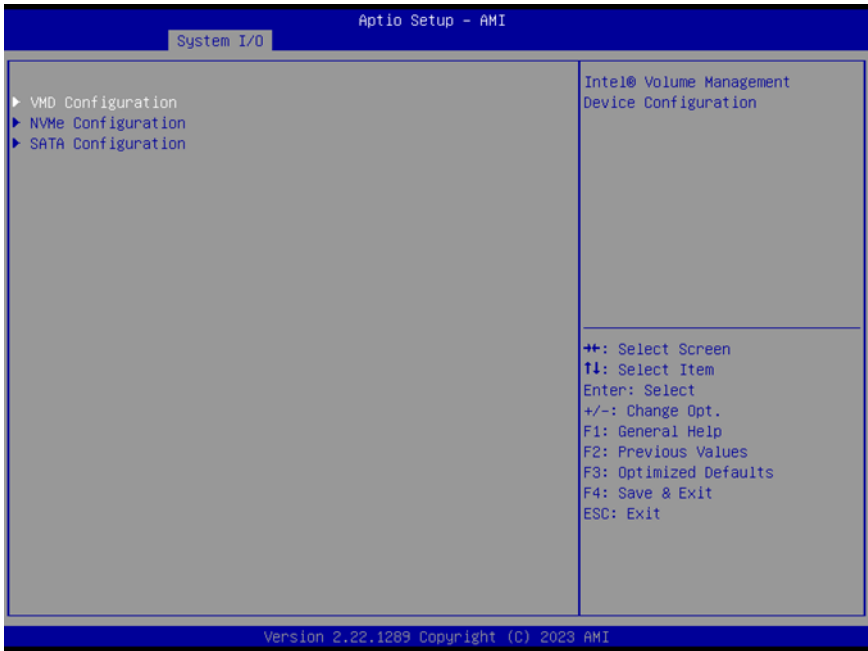 Aptio Setup – AMI
System I/O
▶ VMD Configuration
▶ NVMe Configuration
▶ SATA Configuration
Intel® Volume Management
Device Configuration
→←: Select Screen
↑↓: Select Item
Enter: Select
+/-: Change Opt.
F1: General Help
F2: Previous Values
F3: Optimized Defaults
F4: Save & Exit
ESC: Exit
Version 2.22.1289 Copyright (C) 2023 AMI